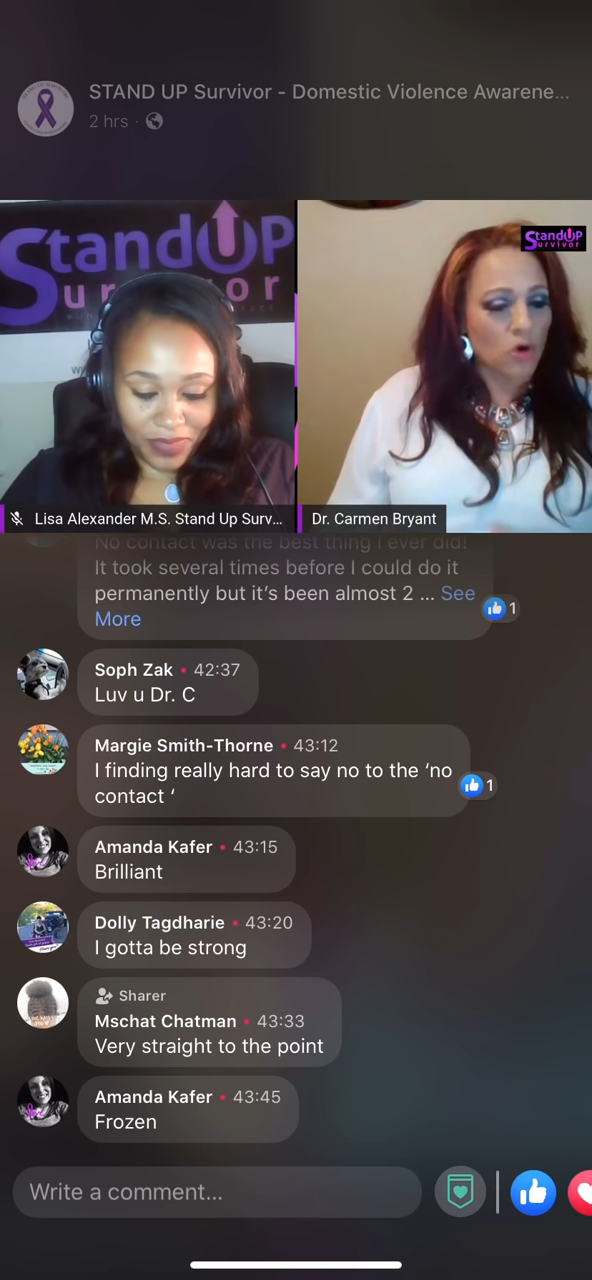 STAND UP Survivor - Domestic Violence Awarene...
2 hrs ·
StandUP
Survivor
StandUP
Survivor
Lisa Alexander M.S. Stand Up Surv...
Dr. Carmen Bryant
No contact was the best thing I ever did!
It took several times before I could do it
permanently but it's been almost 2 ... See
More
1
Soph Zak • 42:37
Luv u Dr. C
Margie Smith-Thorne • 43:12
I finding really hard to say no to the ‘no
contact ‘
1
Amanda Kafer • 43:15
Brilliant
Dolly Tagdharie • 43:20
I gotta be strong
Sharer
Mschat Chatman • 43:33
Very straight to the point
Amanda Kafer • 43:45
Frozen
Write a comment...